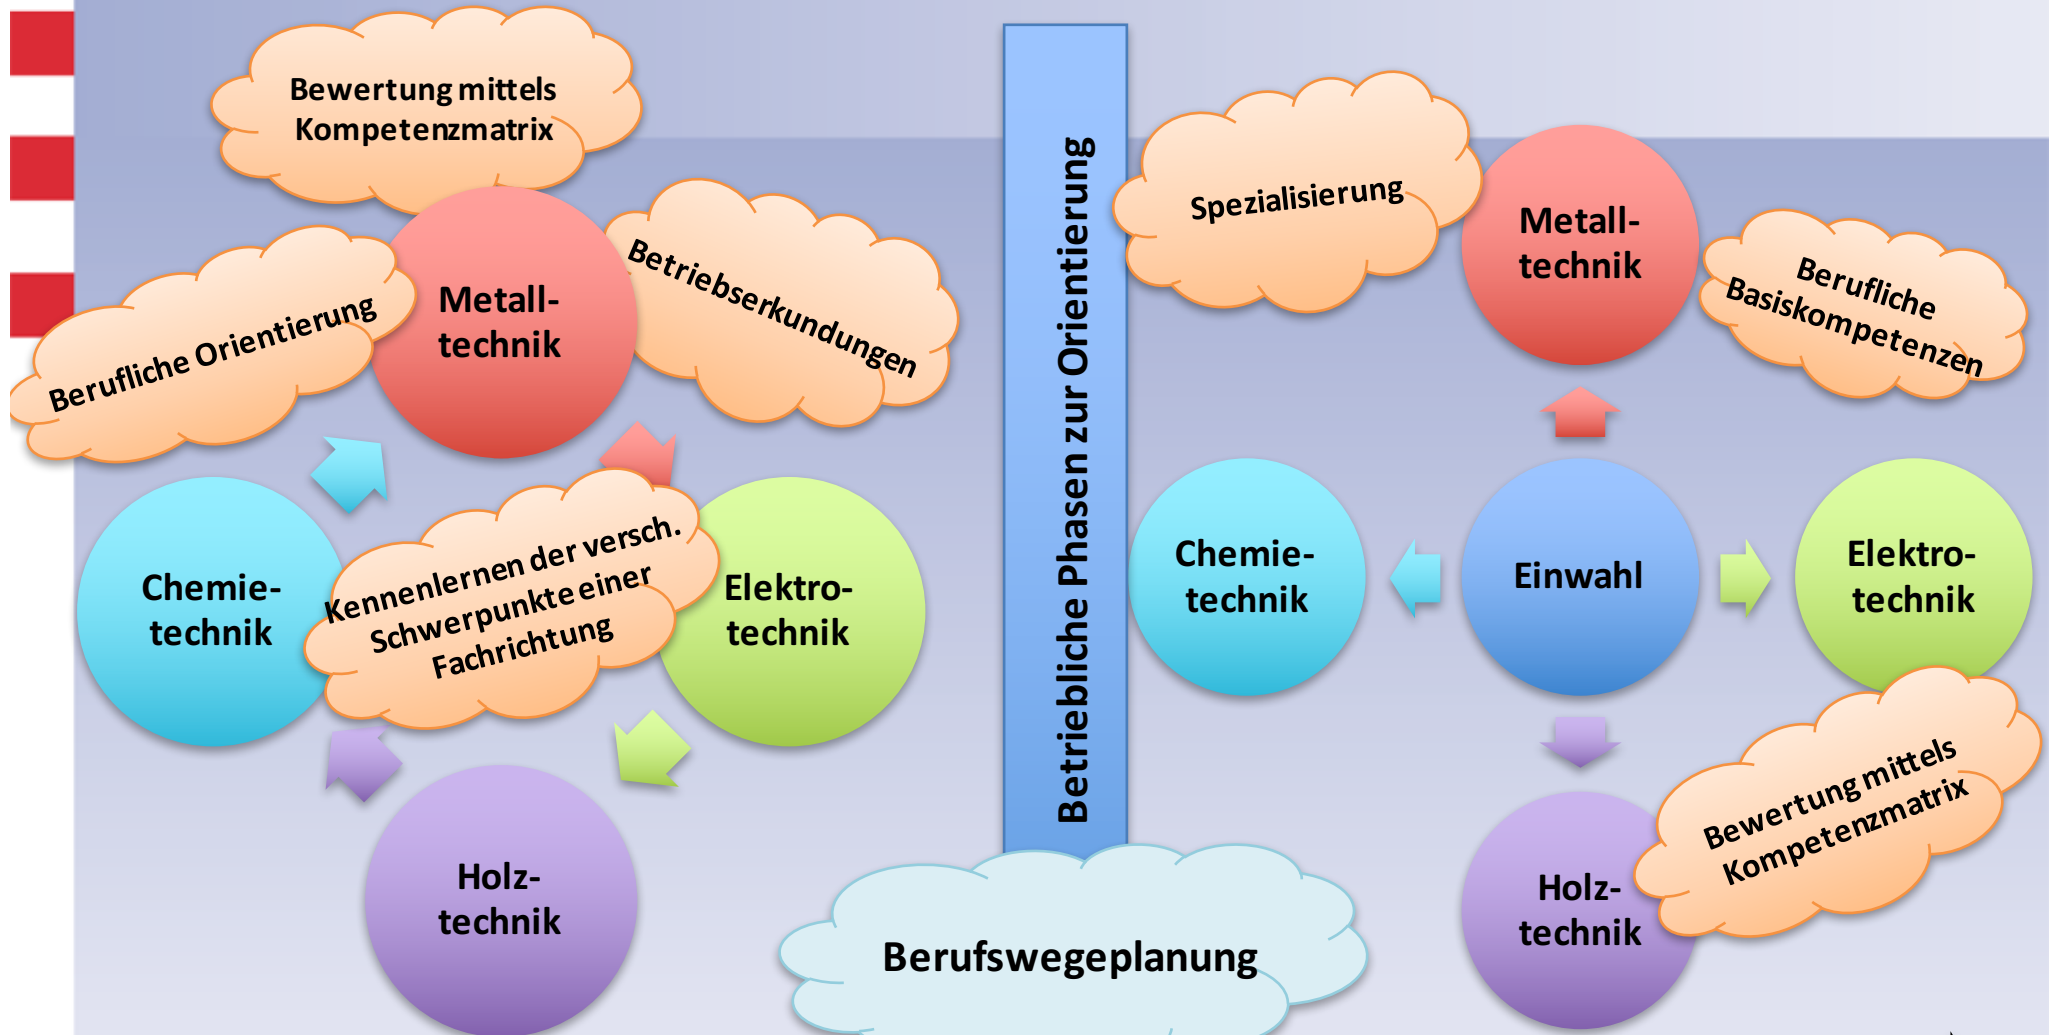 Bewertung mittels
Kompetenzmatrix
Berufliche Orientierung
Metall-
technik
Betriebserkundungen
Chemie-
technik
Kennenlernen der versch.
Schwerpunkte einer
Fachrichtung
Elektro-
technik
Holz-
technik
Betriebliche Phasen zur Orientierung
Berufswegeplanung
Spezialisierung
Metall-
technik
Berufliche
Basiskompetenzen
Chemie-
technik
Einwahl
Elektro-
technik
Bewertung mittels
Kompetenzmatrix
Holz-
technik